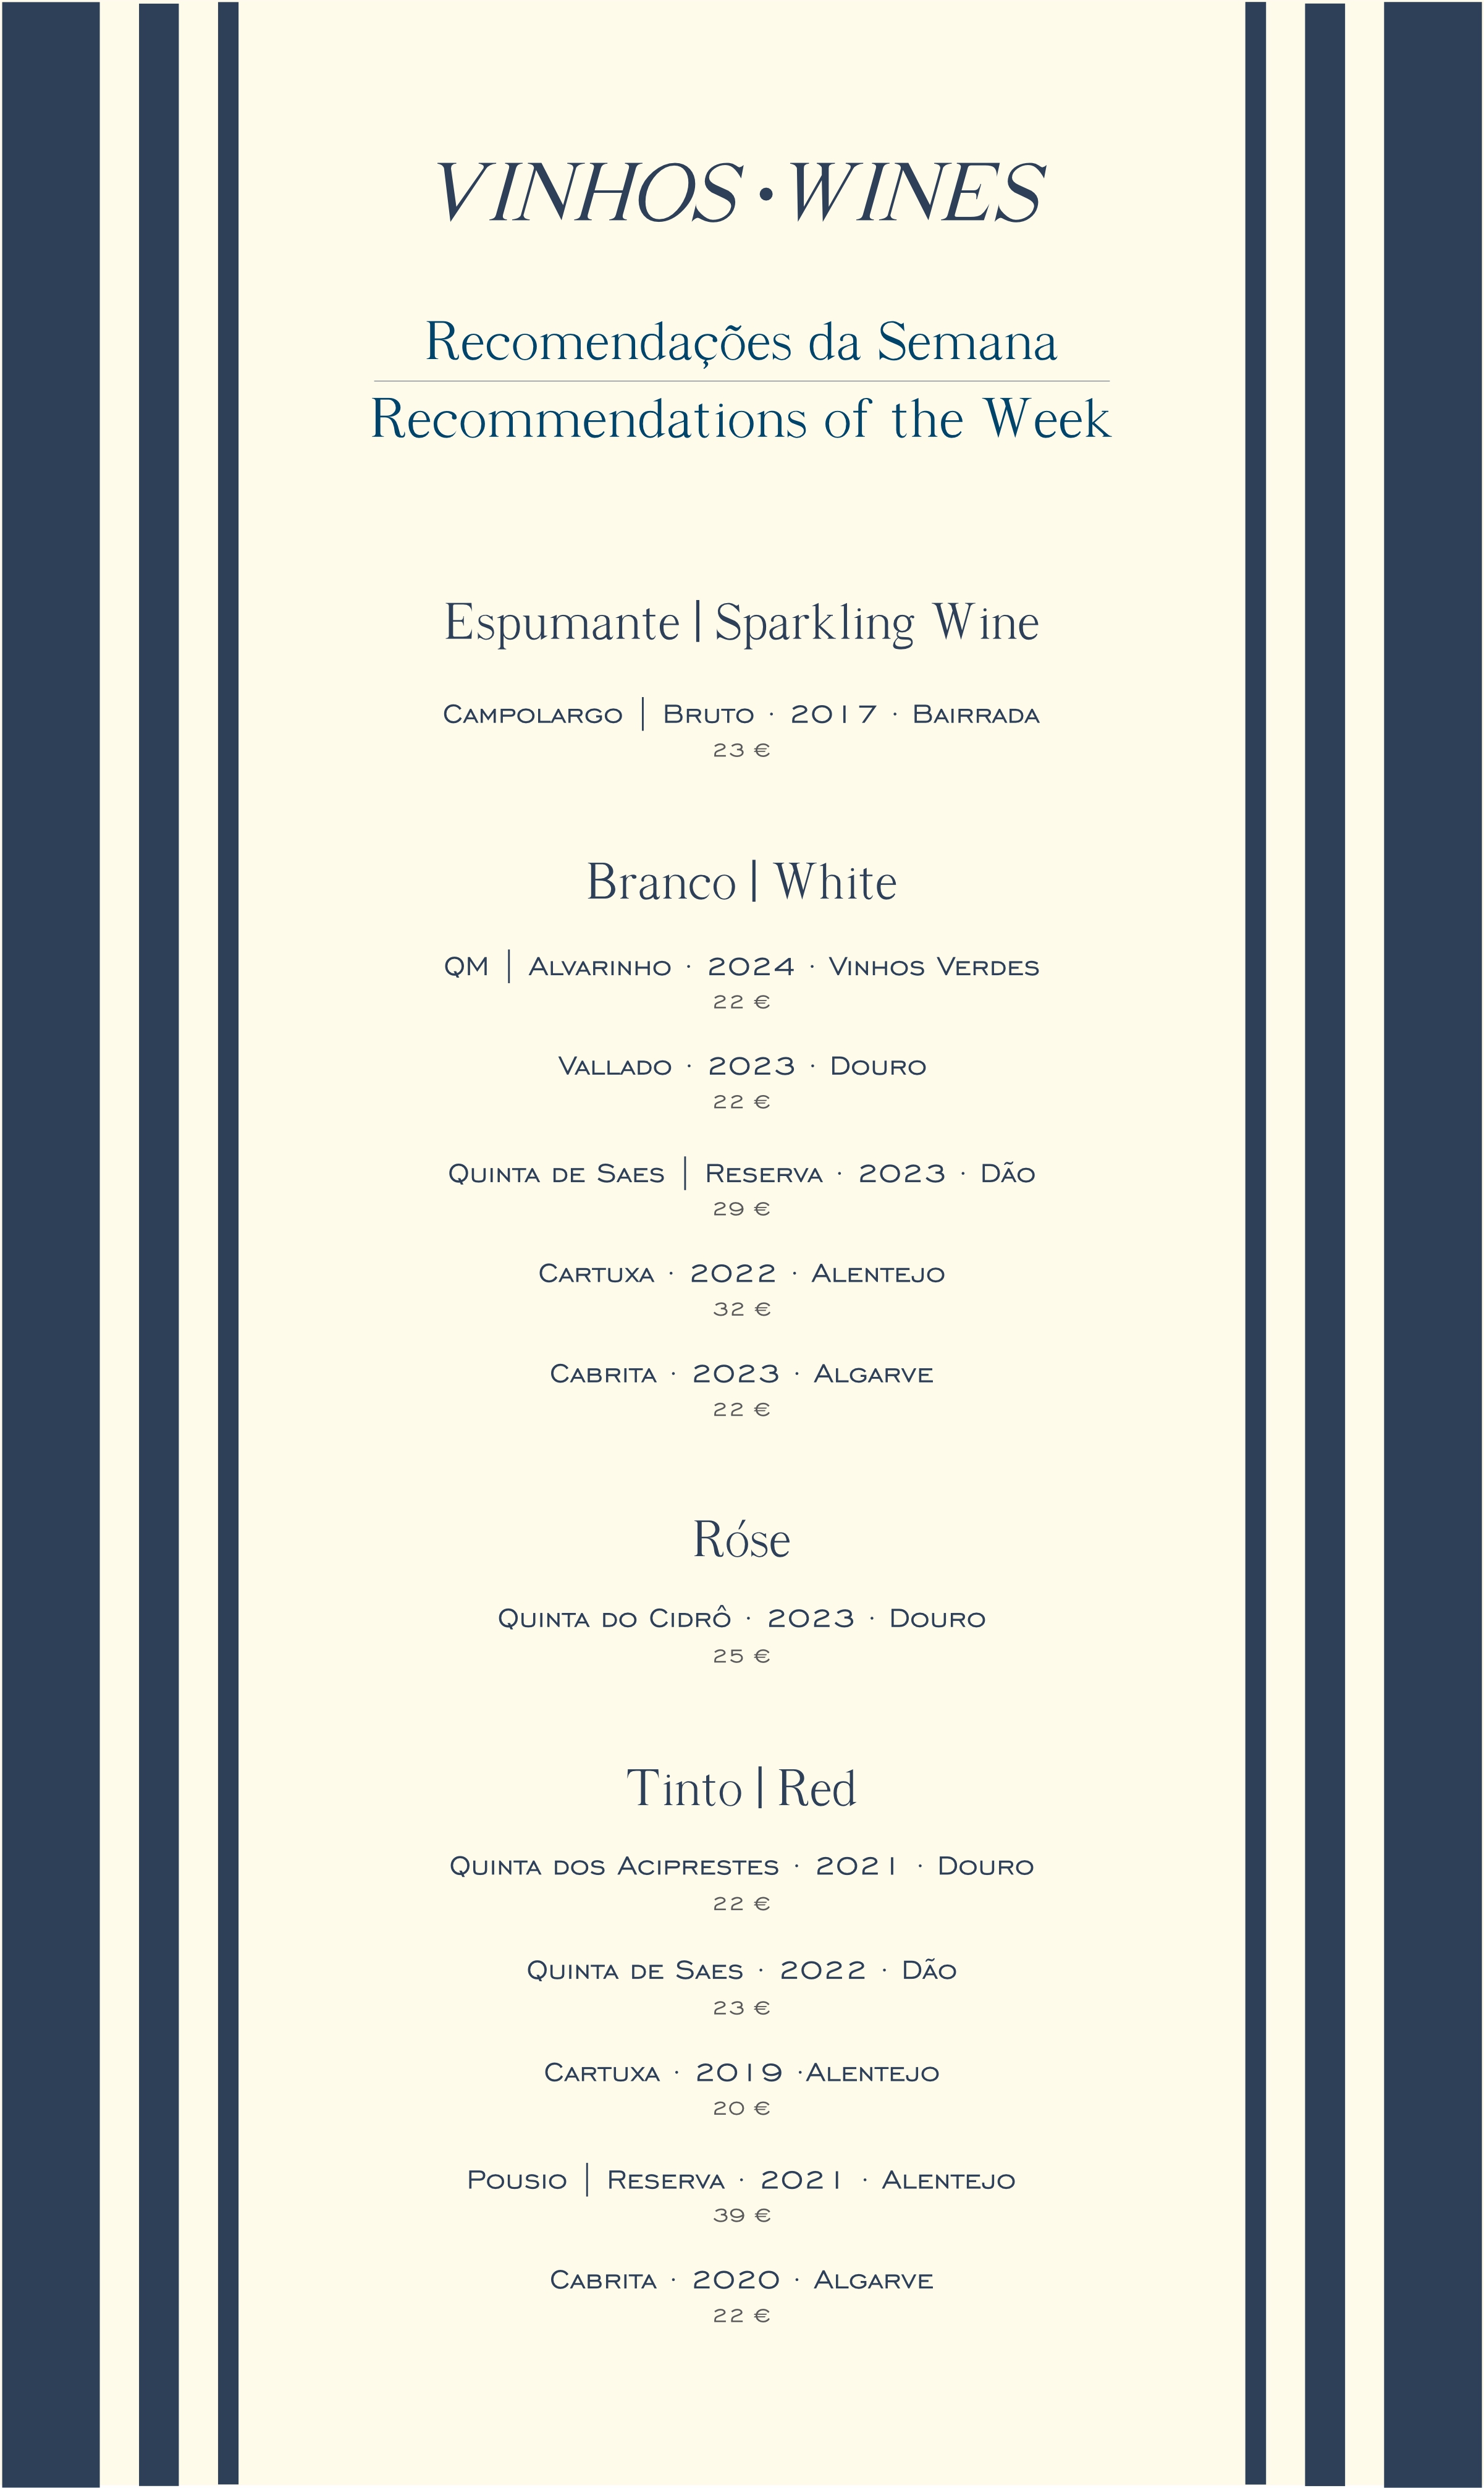 VINHOS • WINES
Recomendações da Semana
Recommendations of the Week
Espumante | Sparkling Wine
Campolargo | Bruto · 2017 · Bairrada
23 €
Branco | White
QM | Alvarinho · 2024 · Vinhos Verdes
22 €
Vallado · 2023 · Douro
22 €
Quinta de Saes | Reserva · 2023 · Dão
29 €
Cartuxa · 2022 · Alentejo
32 €
Cabrita · 2023 · Algarve
22 €
Róse
Quinta do Cidrô · 2023 · Douro
25 €
Tinto | Red
Quinta dos Aciprestes · 2021 · Douro
22 €
Quinta de Saes · 2022 · Dão
23 €
Cartuxa · 2019 ·Alentejo
20 €
Pousio | Reserva · 2021 · Alentejo
39 €
Cabrita · 2020 · Algarve
22 €